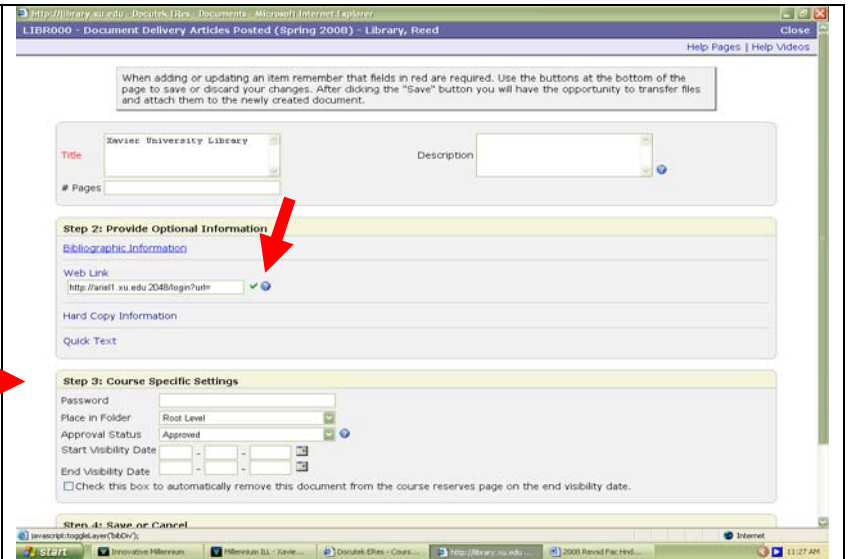 http://library.xu.edu - Docutek ERes - Documents - Microsoft Internet Explorer
LIBR000 - Document Delivery Articles Posted (Spring 2008) - Library, Reed
Close
Help Pages | Help Videos
When adding or updating an item remember that fields in red are required. Use the buttons at the bottom of the
page to save or discard your changes. After clicking the "Save" button you will have the opportunity to transfer files
and attach them to the newly created document.
Title
Xavier University Library
Description
# Pages
Step 2: Provide Optional Information
Bibliographic Information
Web Link
http://ariel1.xu.edu:2048/login?url=
Hard Copy Information
Quick Text
Step 3: Course Specific Settings
Password
Place in Folder Root Level
Approval Status Approved
Start Visibility Date - -
End Visibility Date - -
Check this box to automatically remove this document from the course reserves page on the end visibility date.
Step 4: Save or Cancel
javascript:toggleLayer('bibDiv');
Internet
start
Innovative Millennium
Millennium ILL - Xavie...
Docutek ERes - Cours...
http://library.xu.edu ...
2008 Revsd Fac Hnd...
11:27 AM